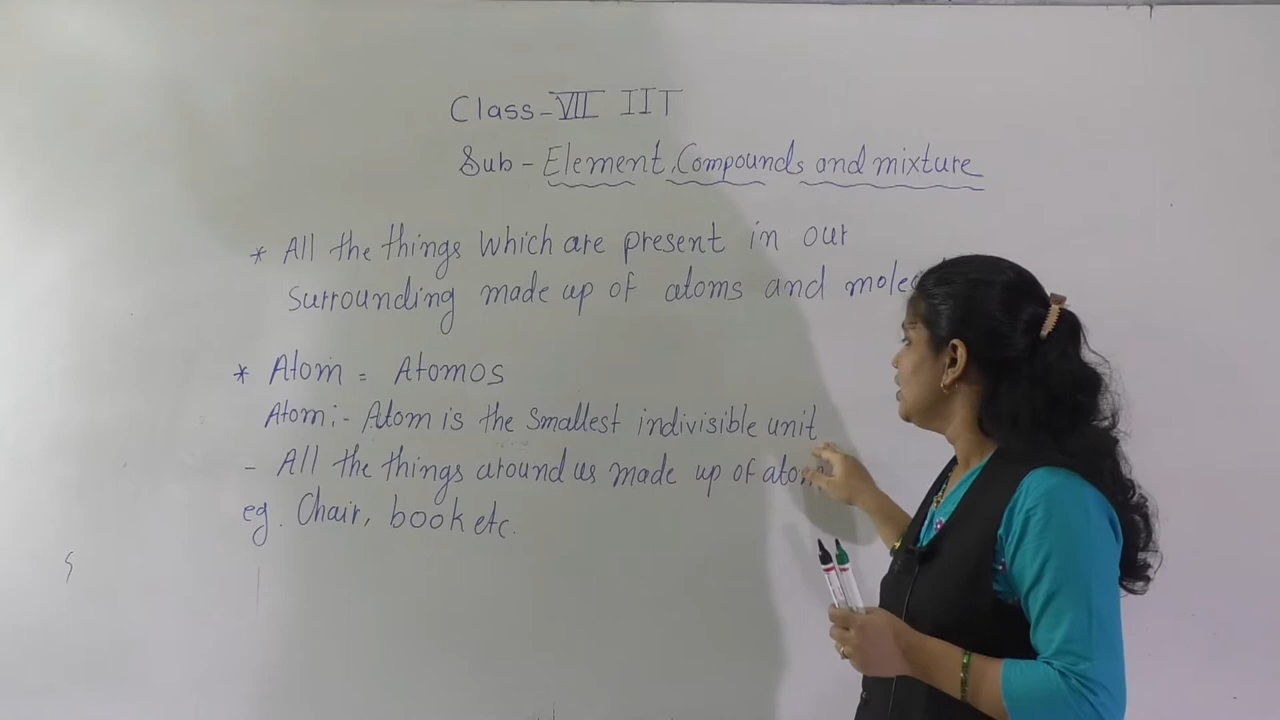 Class - VII IIT
Sub - Element, Compounds and mixture
* All the things which are present in our
surrounding made up of atoms and
* Atom = Atomos
Atom :- Atom is the smallest indivisible unit
- All the things around us made up of atom
eg. Chair, book etc.